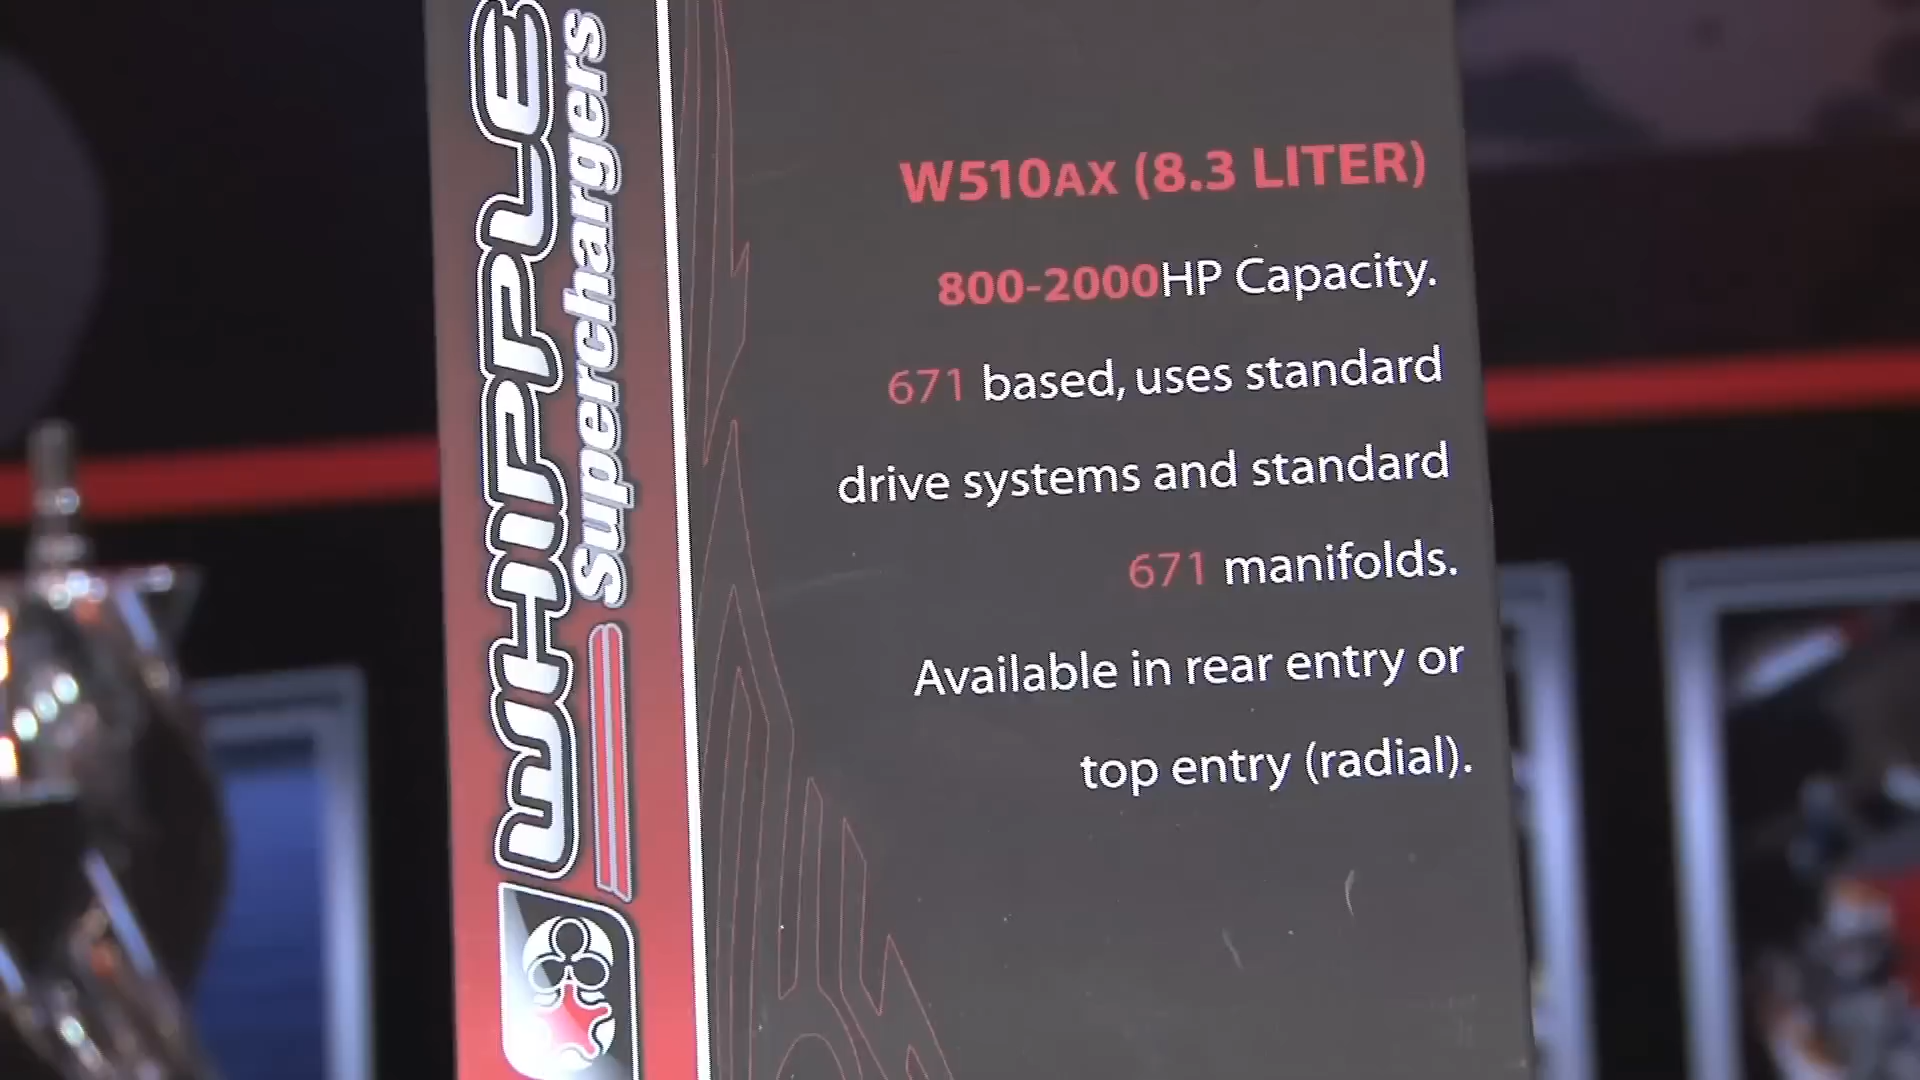 WHIPPLE
Superchargers
W510AX (8.3 LITER)
800-2000HP Capacity.
671 based, uses standard
drive systems and standard
671 manifolds.
Available in rear entry or
top entry (radial).